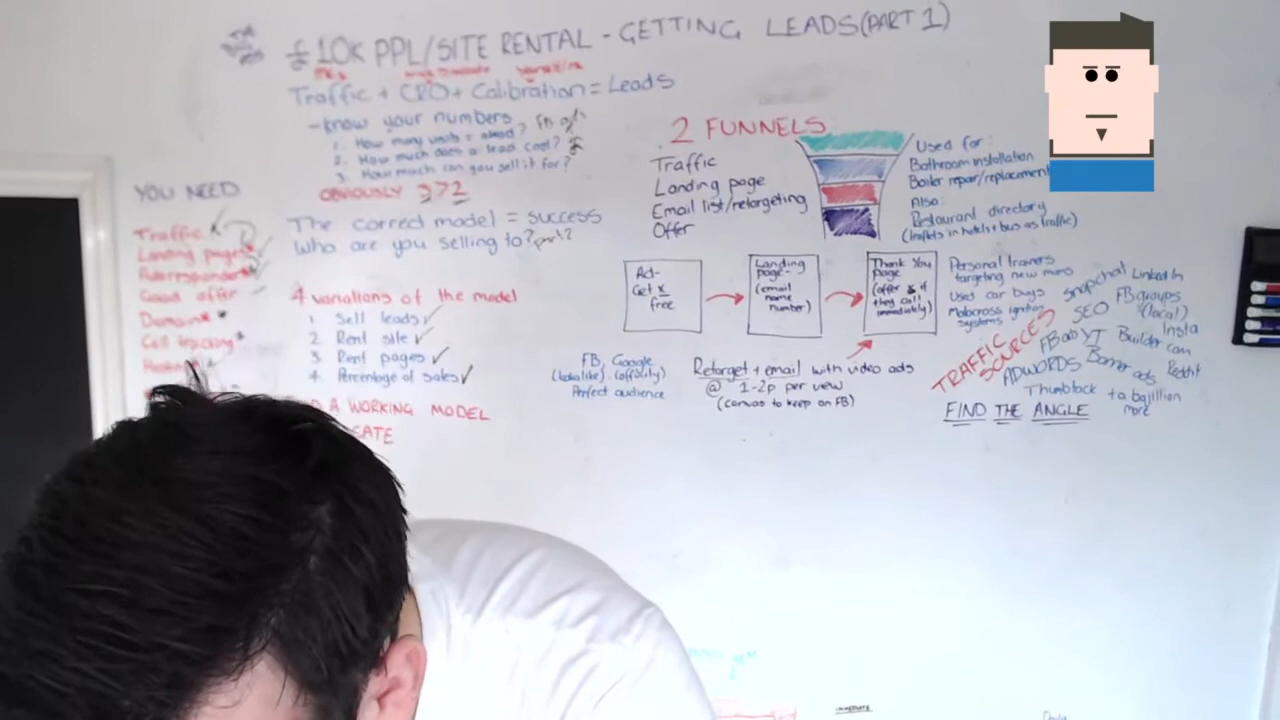 £10K PPL/SITE RENTAL - GETTING LEADS (PART 1)
Traffic + CRO + Calibration = Leads
- know your numbers
1. How many visits = a lead?
2. How much does a lead cost?
3. How much can you sell it for?
OBVIOUSLY 3>2
The correct model = success
Who are you selling to? part 2
YOU NEED
Traffic
Landing pages
Autoresponder
Good offer
Domain
Call tracking
Hosting
4 variations of the model
1. Sell leads ✓
2. Rent site ✓
3. Rent pages ✓
4. Percentage of sales ✓
A WORKING MODEL
2 FUNNELS
Traffic
Landing page
Email list/retargeting
Offer
Used for:
Bathroom installation
Boiler repair/replacement
Also:
Restaurant directory
(leaflets in hotels + bus as traffic)
Personal trainers
targeting new mums
Used car buys
Motocross ignition
systems
Ad-
Get x
free
Landing
page-
(email
name
number)
Thank You
page
(offer if
they call
immediately)
FB, Google
(lookalike)
Perfect audience
Retarget + email with video ads
@ 1-2p per view
(canvas to keep on FB)
TRAFFIC
SOURCES
Snapchat
LinkedIn
SEO
FB groups
(local)
YT
Insta
ADWORDS
Banner ads
Reddit
Thumbtack
+ a bajillion
more
FIND THE ANGLE
IMMEDIATE